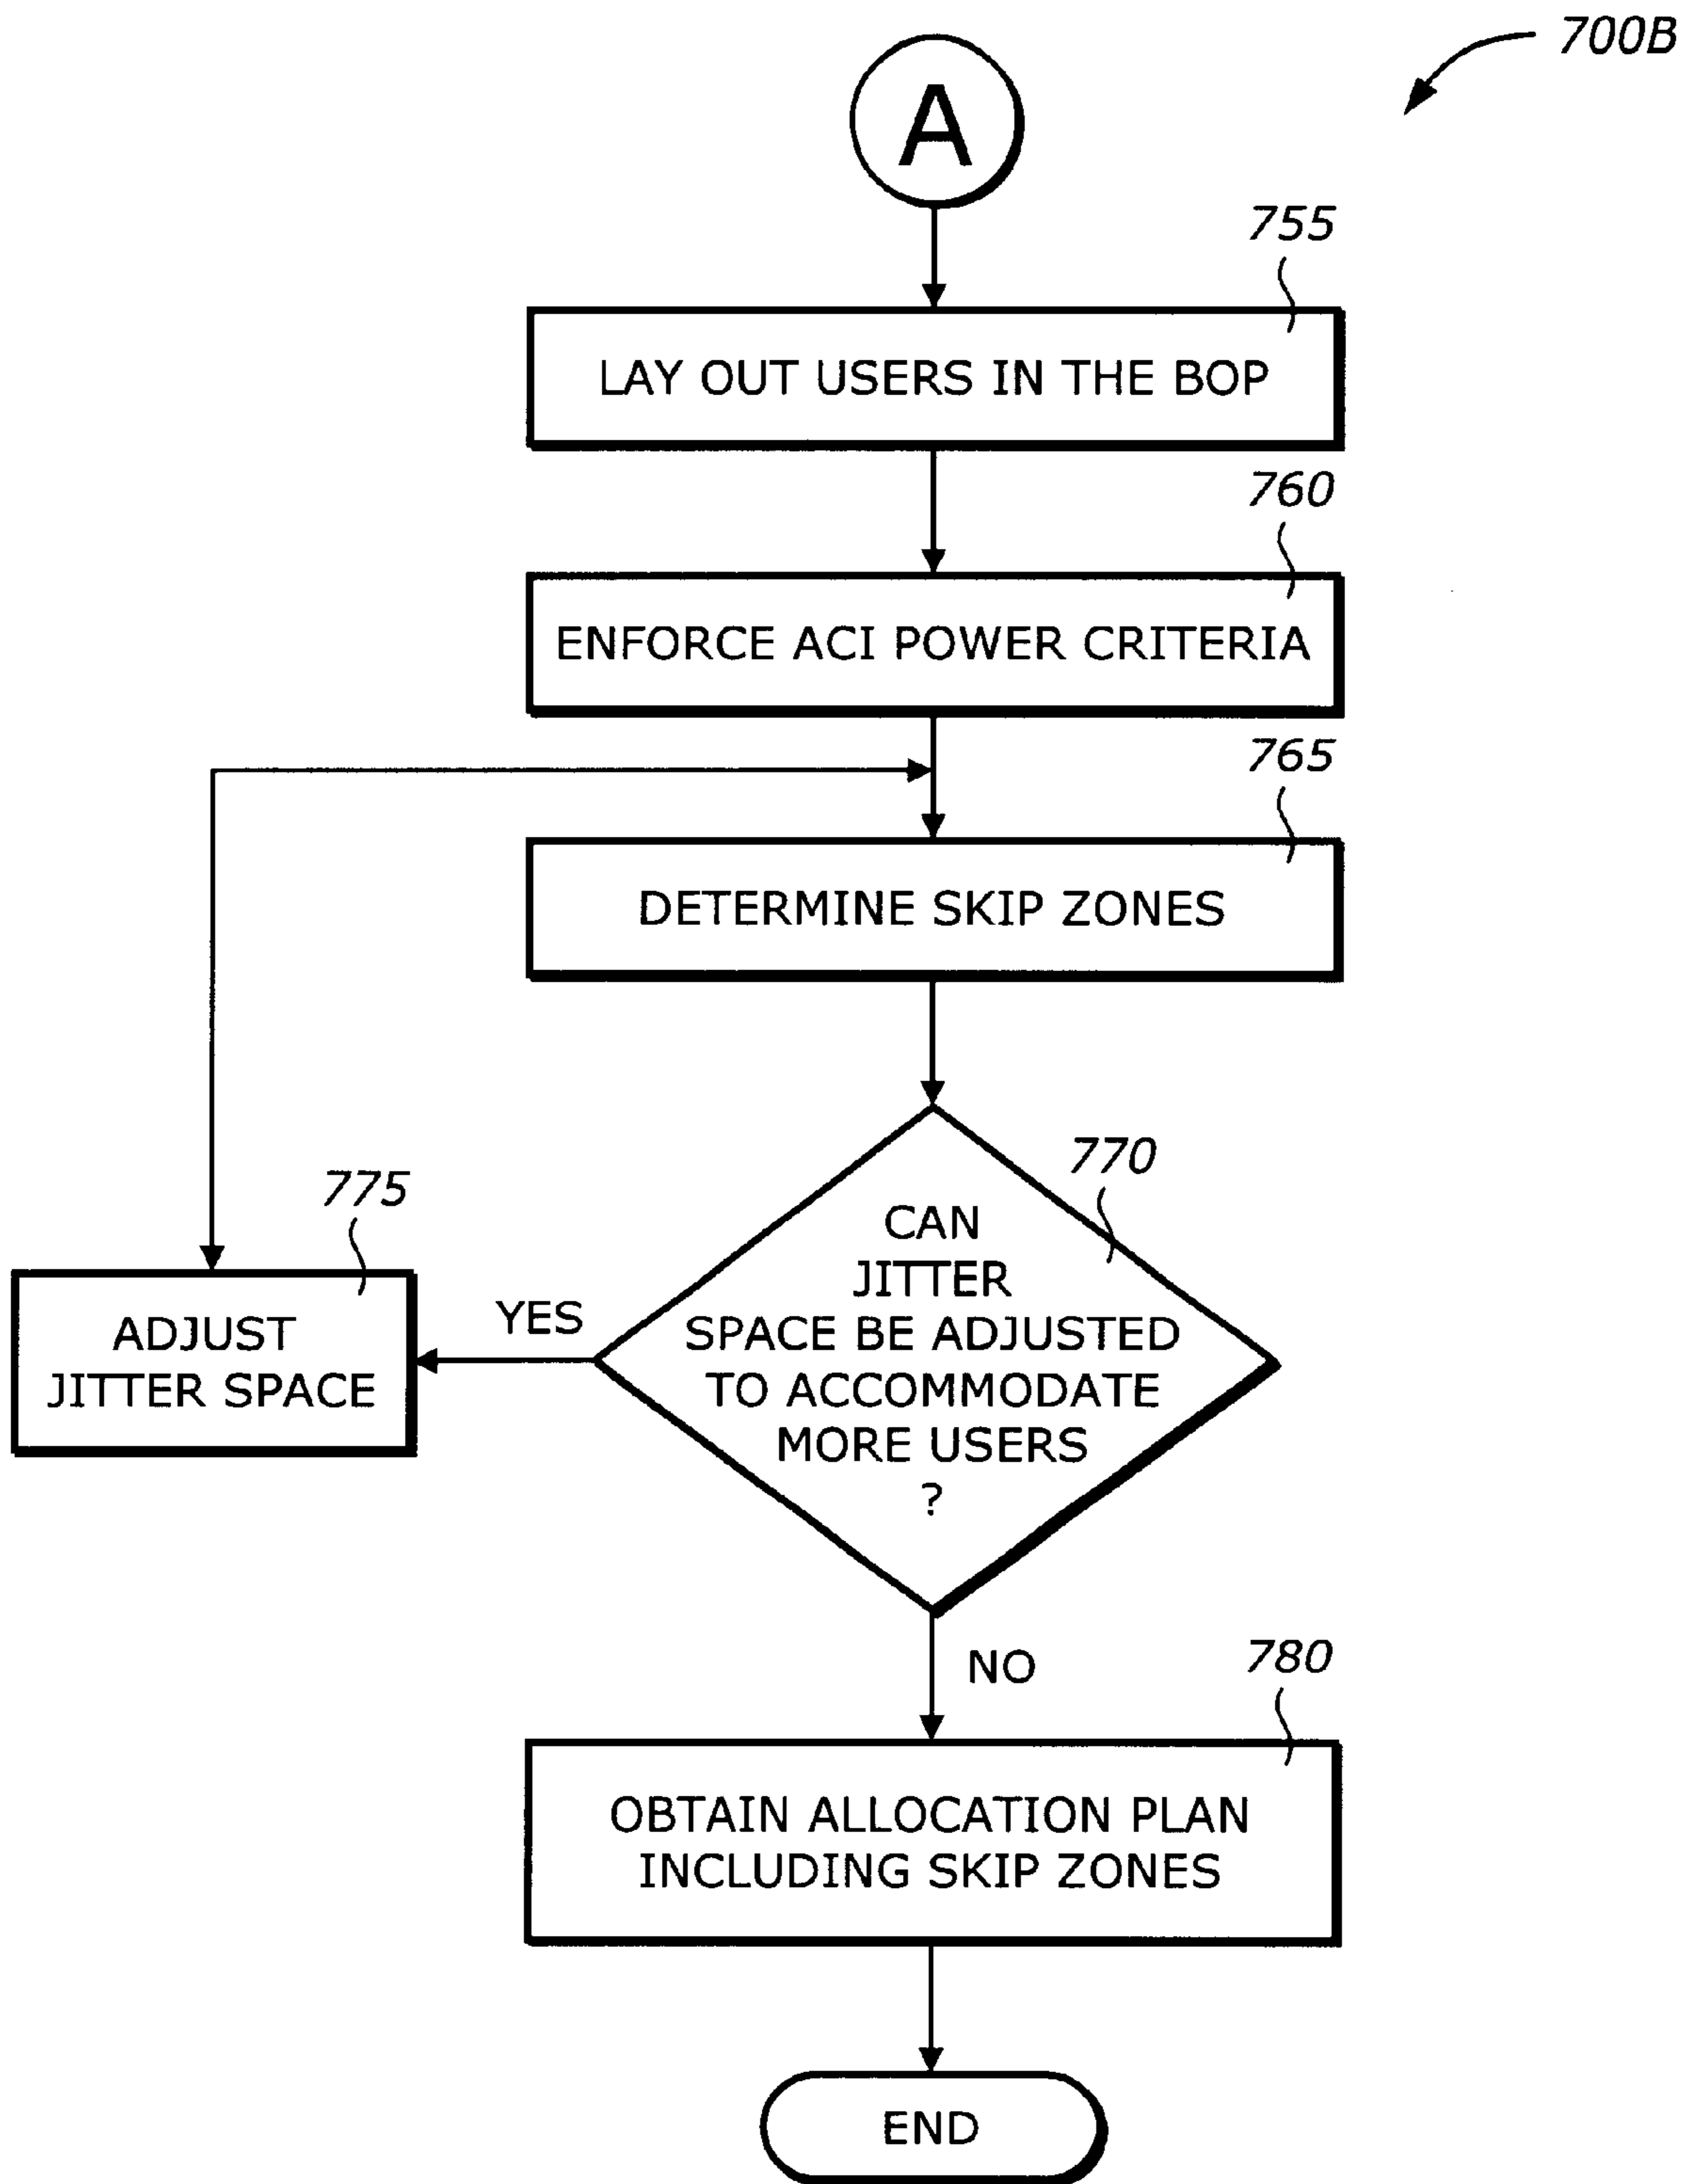 700B
A
755
LAY OUT USERS IN THE BOP
760
ENFORCE ACI POWER CRITERIA
765
DETERMINE SKIP ZONES
770
CAN
JITTER
SPACE BE ADJUSTED
TO ACCOMMODATE
MORE USERS
?
775
YES
ADJUST
JITTER SPACE
NO
780
OBTAIN ALLOCATION PLAN
INCLUDING SKIP ZONES
END